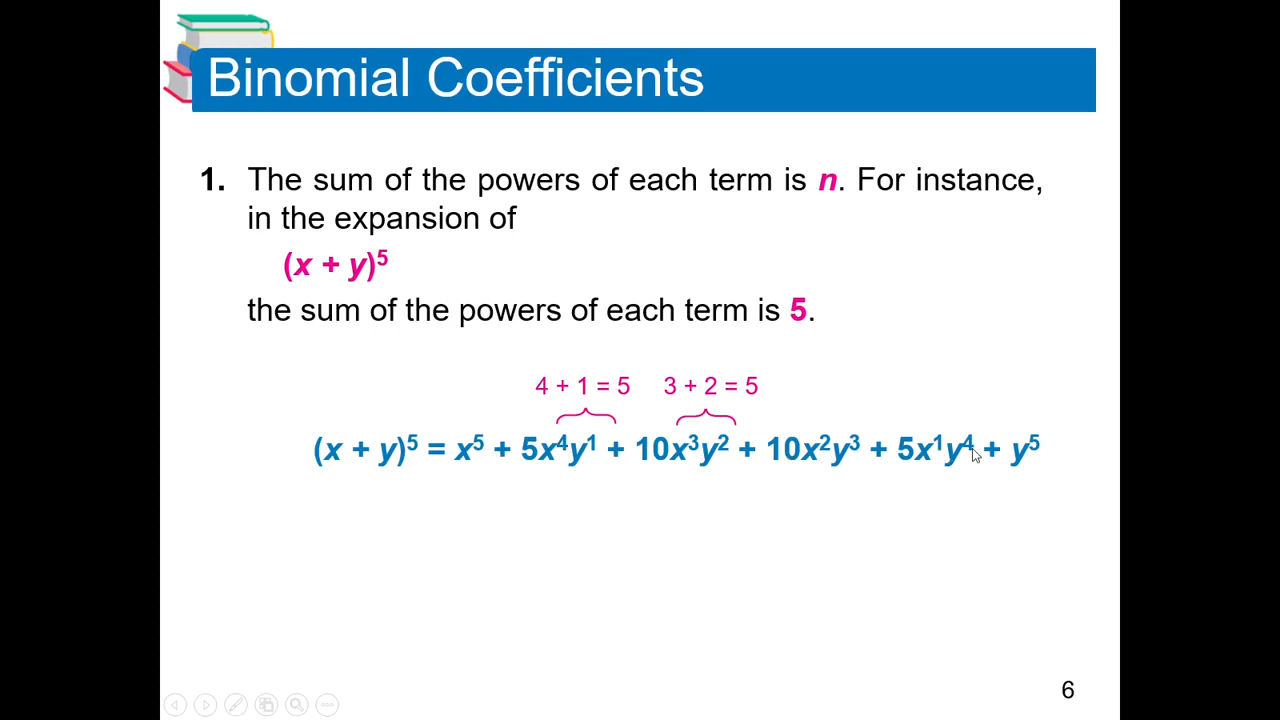 Binomial Coefficients
1. The sum of the powers of each term is n. For instance,
in the expansion of
(x + y)⁵
the sum of the powers of each term is 5.
4 + 1 = 5 3 + 2 = 5
(x + y)⁵ = x⁵ + 5x⁴y¹ + 10x³y² + 10x²y³ + 5x¹y⁴ + y⁵
6